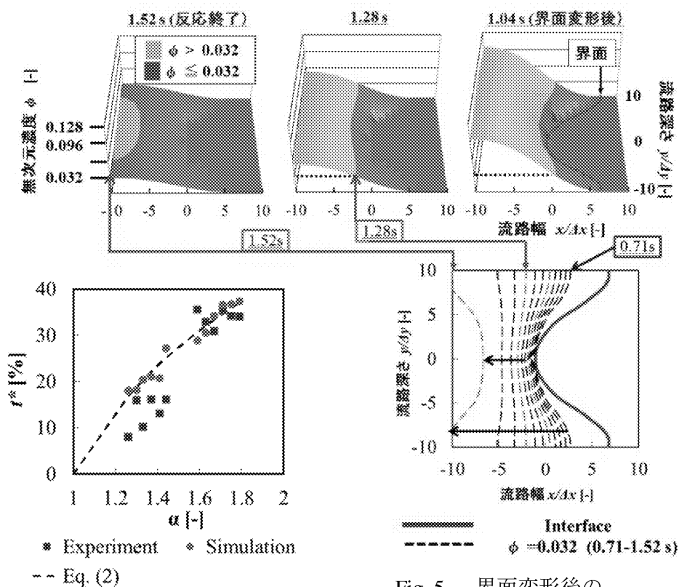 1.52 s (反応終了)
1.28s
1.04 s (界面変形後)
ϕ > 0.032
ϕ ≦ 0.032
界面
無次元濃度 ϕ [-]
0.128
0.096
0.032
流路深さ y/Δy [-]
10
0
-10
-10 -5 0 5 10
-10 -5 0 5 10
-10 -5 0 5 10
流路幅 x/Δx [-]
1.52s
1.28s
0.71s
t* [%]
40
30
20
10
0
1 1.2 1.4 1.6 1.8 2
α [-]
Experiment
Simulation
Eq. (2)
流路深さ y/Δy [-]
10
5
0
-5
-10
-10 -5 0 5 10
流路幅 x/Δx [-]
Interface
ϕ =0.032 (0.71-1.52 s)
Fig. 5 界面変形後の